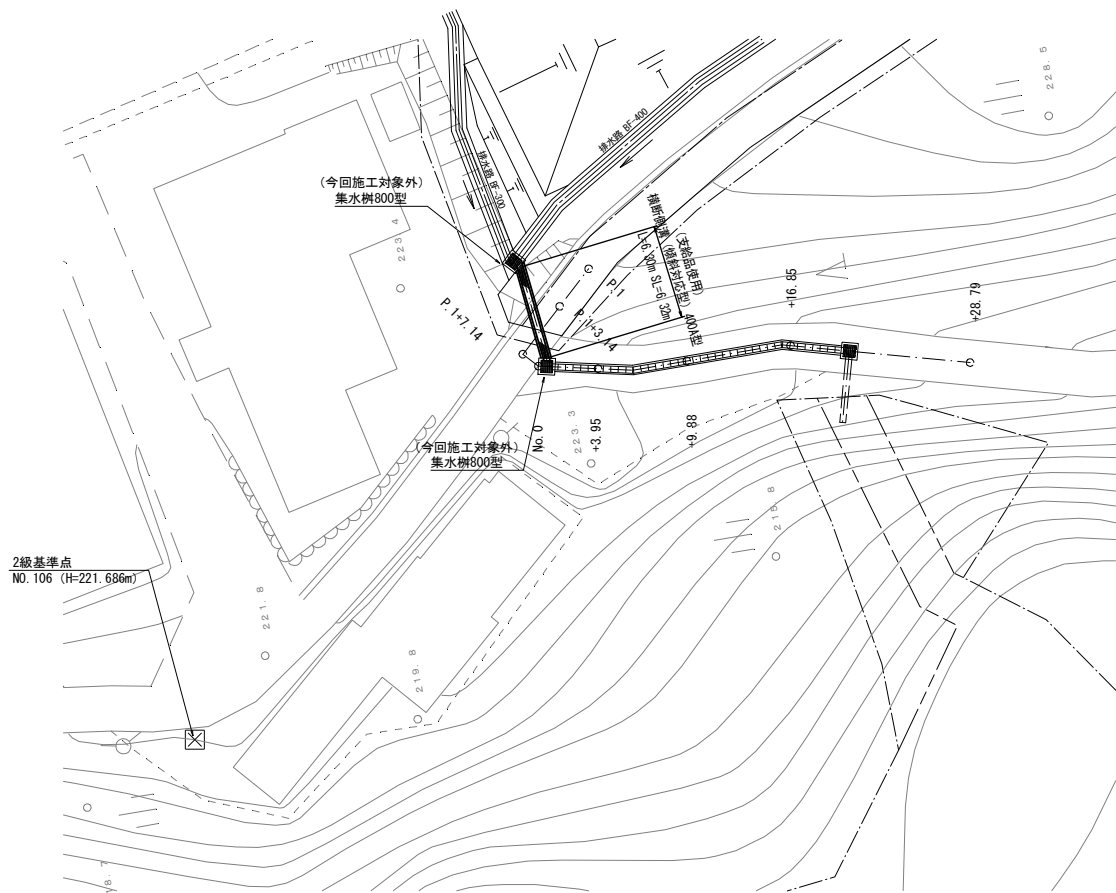 228.5
排水路 BF-400
排水路 BF-300
(今回施工対象外)
集水桝800型
223.4
横断側溝 (傾斜対応型) 400A型
(支給品使用)
L=6.30m SL=6.32m
P.1
P.1+7.14
P.1+3.14
+16.85
+28.79
No.0
+3.95
223.3
+9.88
(今回施工対象外)
集水桝800型
215.8
2級基準点
NO.106 (H=221.686m)
221.8
219.8